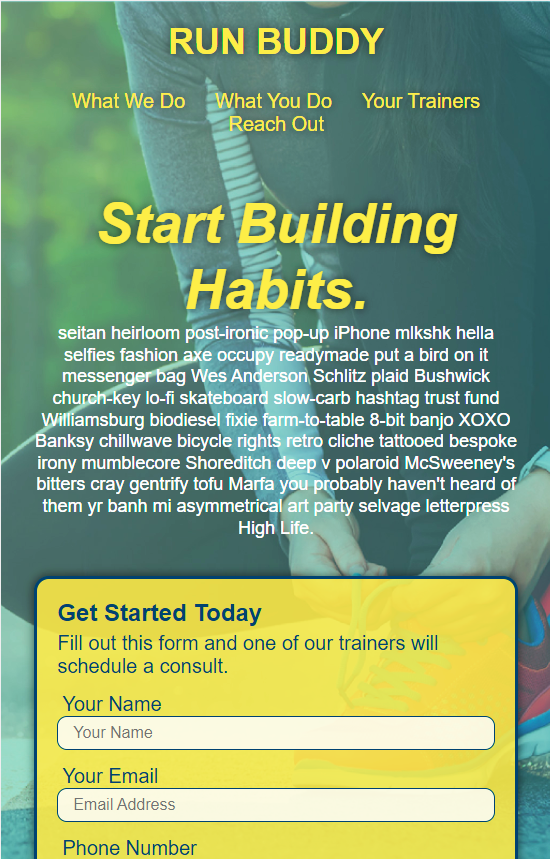 RUN BUDDY
What We Do What You Do Your Trainers
Reach Out
Start Building
Habits.
seitan heirloom post-ironic pop-up iPhone mlkshk hella
selfies fashion axe occupy readymade put a bird on it
messenger bag Wes Anderson Schlitz plaid Bushwick
church-key lo-fi skateboard slow-carb hashtag trust fund
Williamsburg biodiesel fixie farm-to-table 8-bit banjo XOXO
Banksy chillwave bicycle rights retro cliche tattooed bespoke
irony mumblecore Shoreditch deep v polaroid McSweeney's
bitters cray gentrify tofu Marfa you probably haven't heard of
them yr banh mi asymmetrical art party selvage letterpress
High Life.
Get Started Today
Fill out this form and one of our trainers will
schedule a consult.
Your Name
Your Name
Your Email
Email Address
Phone Number